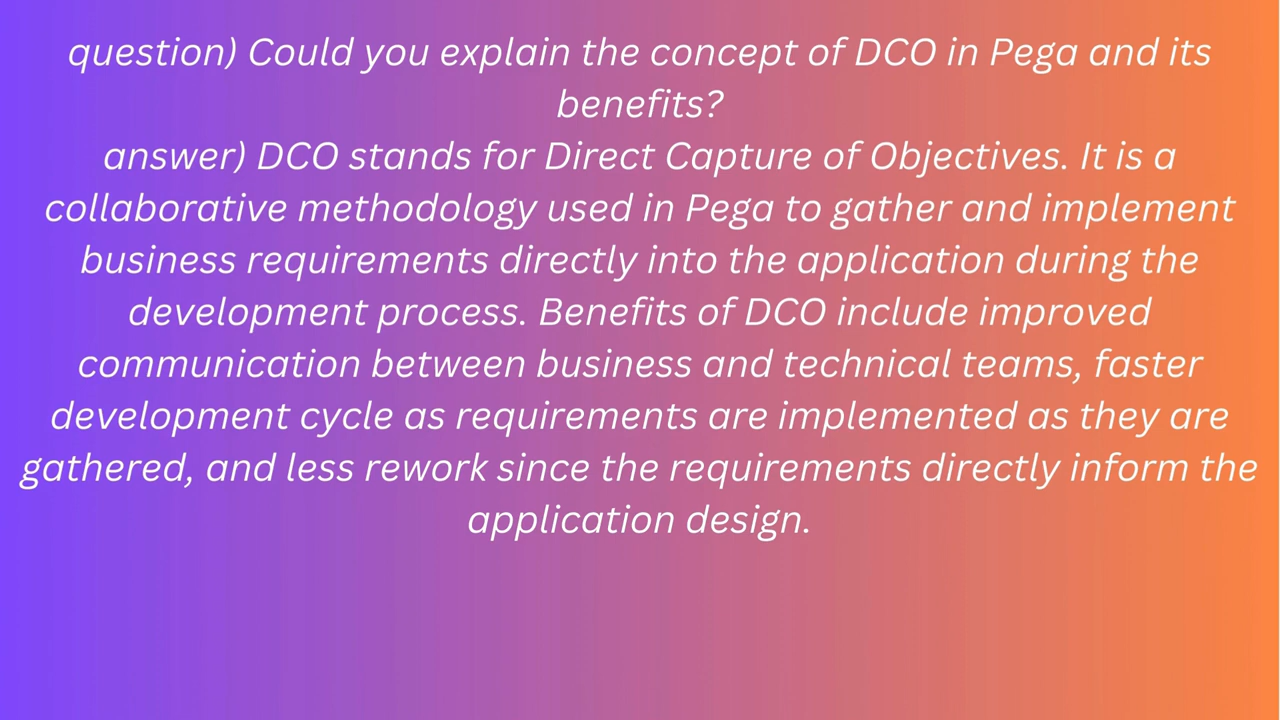 question) Could you explain the concept of DCO in Pega and its
benefits?
answer) DCO stands for Direct Capture of Objectives. It is a
collaborative methodology used in Pega to gather and implement
business requirements directly into the application during the
development process. Benefits of DCO include improved
communication between business and technical teams, faster
development cycle as requirements are implemented as they are
gathered, and less rework since the requirements directly inform the
application design.